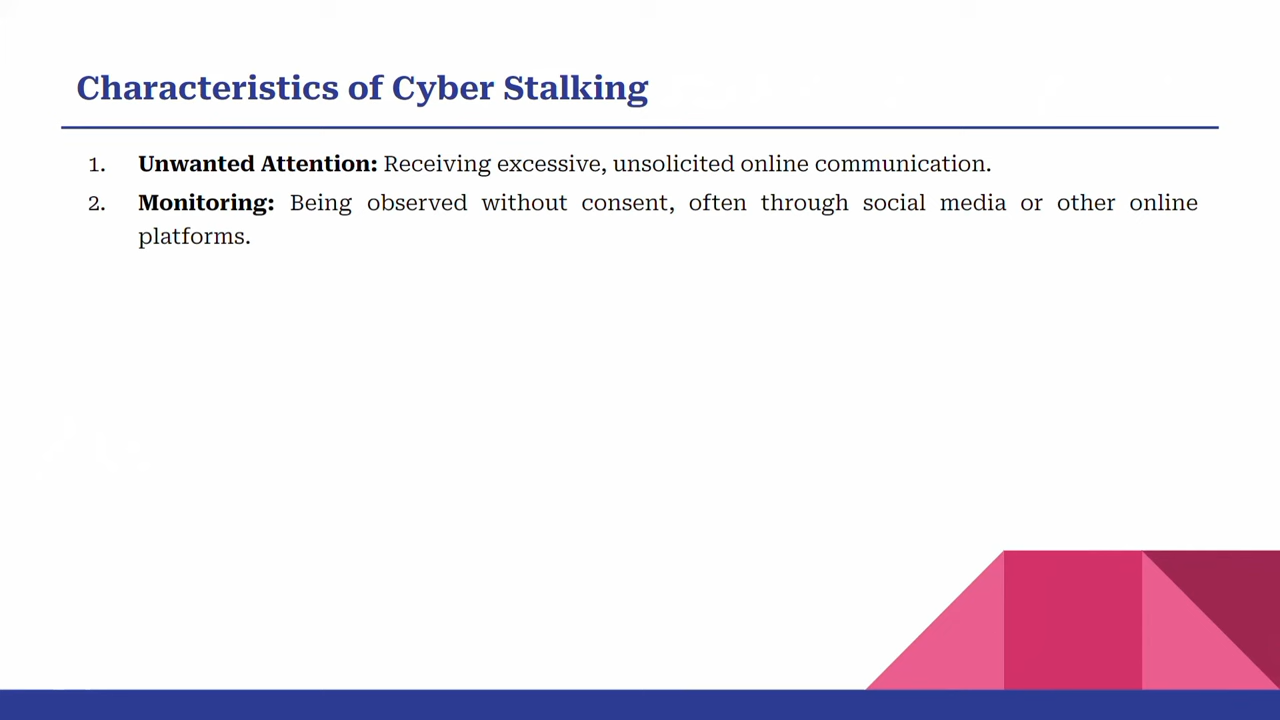 Characteristics of Cyber Stalking
1. Unwanted Attention: Receiving excessive, unsolicited online communication.
2. Monitoring: Being observed without consent, often through social media or other online
platforms.